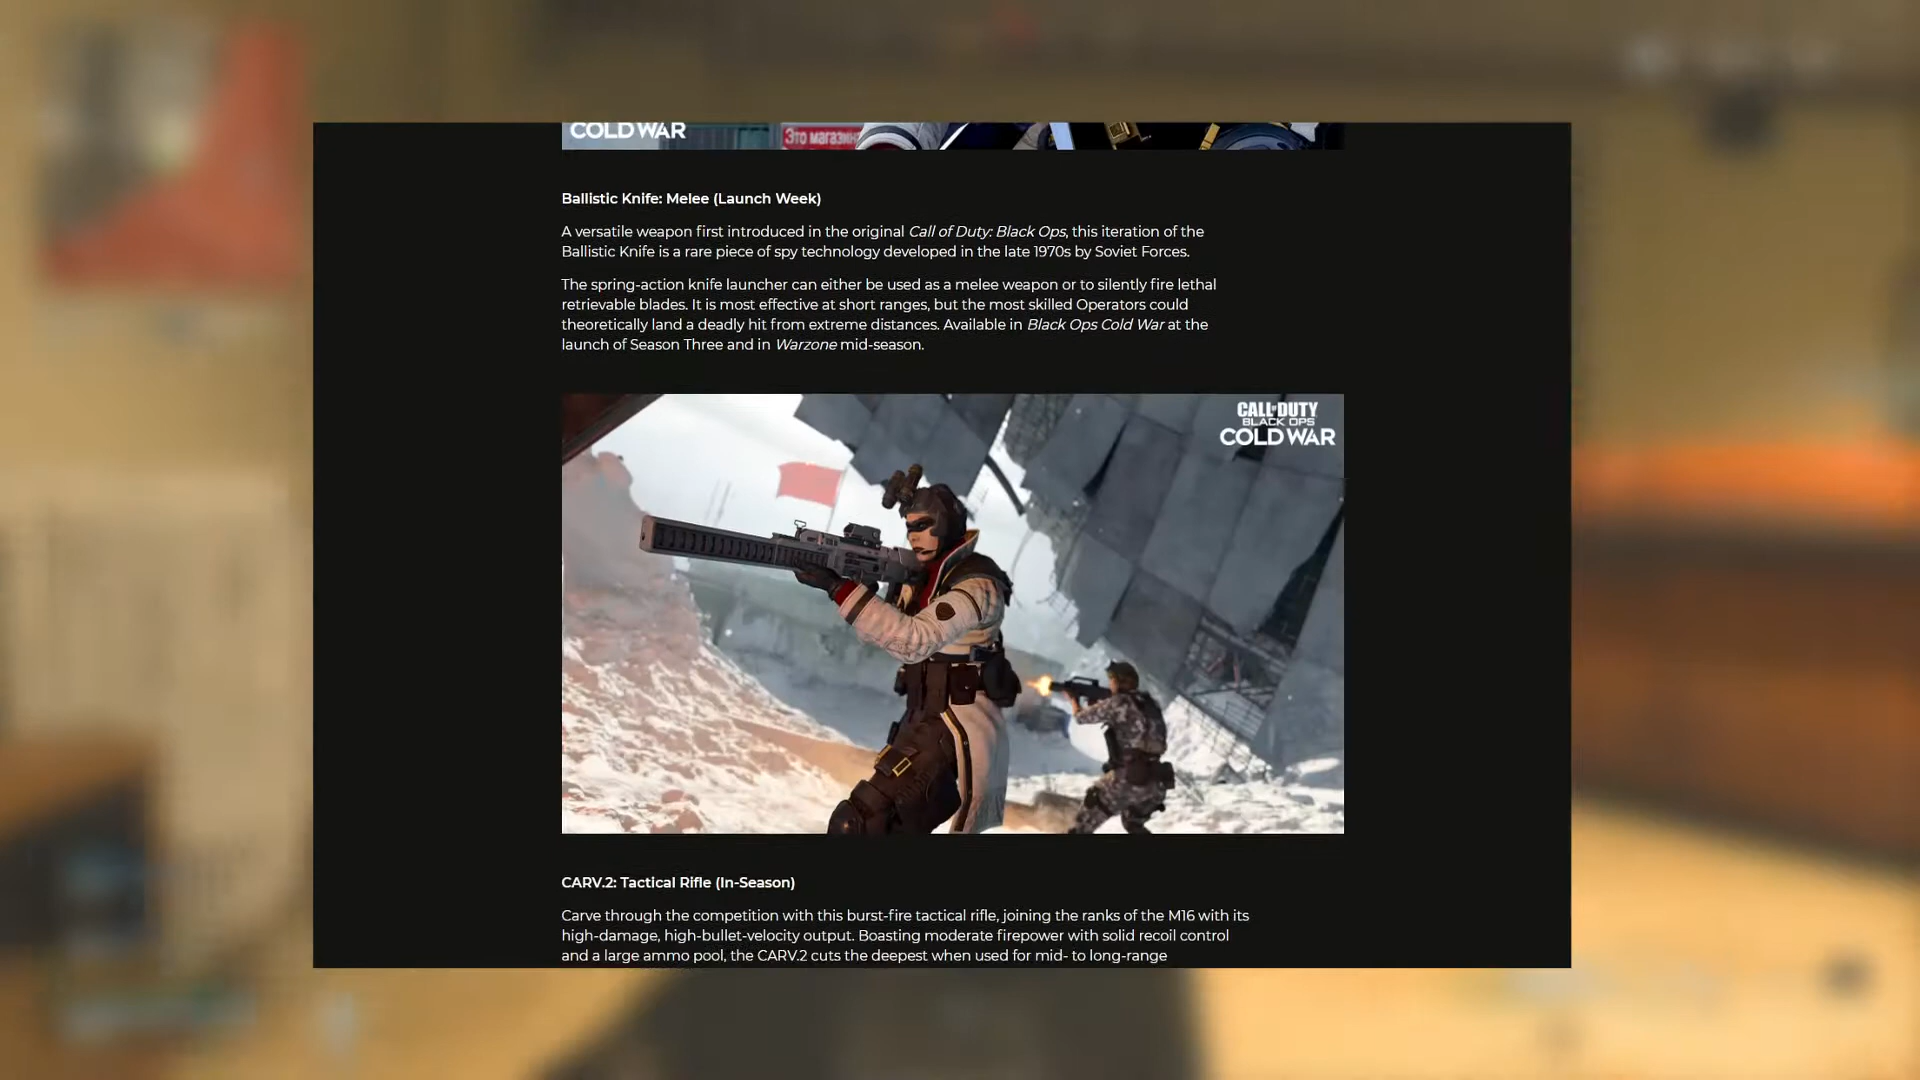 COLD WAR
Это магазин
Ballistic Knife: Melee (Launch Week)
A versatile weapon first introduced in the original Call of Duty: Black Ops, this iteration of the
Ballistic Knife is a rare piece of spy technology developed in the late 1970s by Soviet Forces.
The spring-action knife launcher can either be used as a melee weapon or to silently fire lethal
retrievable blades. It is most effective at short ranges, but the most skilled Operators could
theoretically land a deadly hit from extreme distances. Available in Black Ops Cold War at the
launch of Season Three and in Warzone mid-season.
CALL OF DUTY
BLACK OPS
COLD WAR
CARV.2: Tactical Rifle (In-Season)
Carve through the competition with this burst-fire tactical rifle, joining the ranks of the M16 with its
high-damage, high-bullet-velocity output. Boasting moderate firepower with solid recoil control
and a large ammo pool, the CARV.2 cuts the deepest when used for mid- to long-range